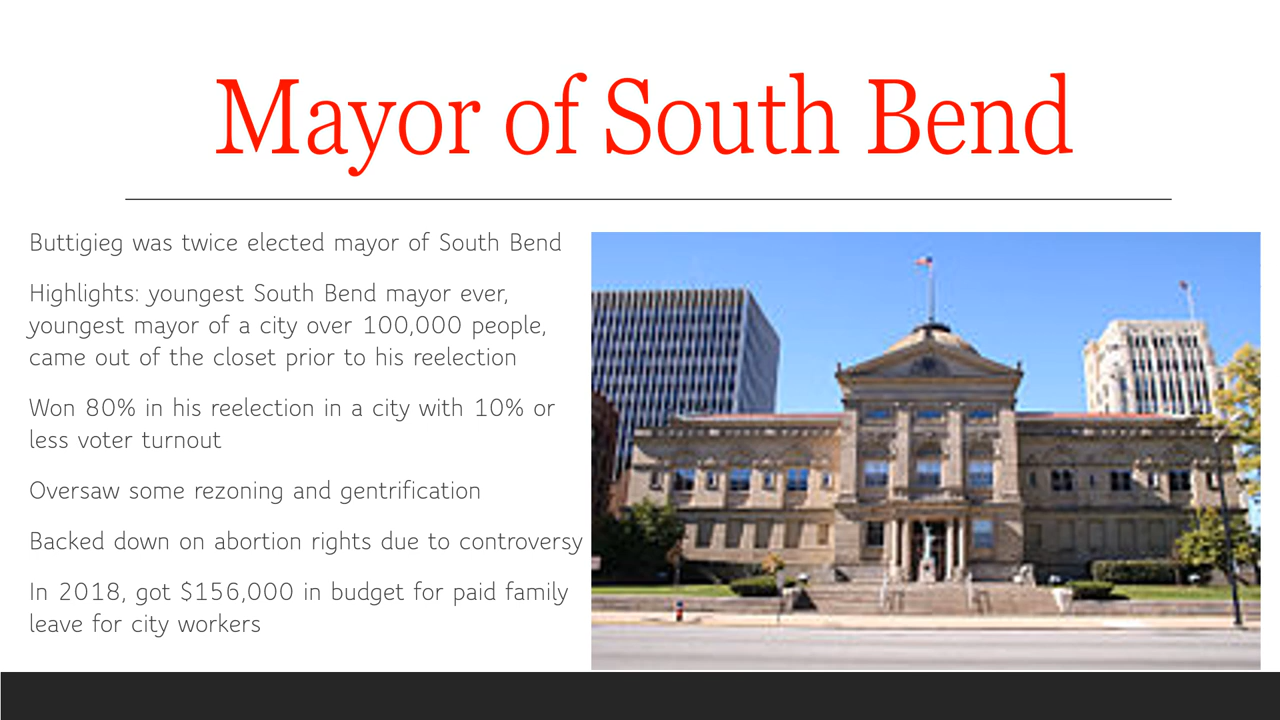 Mayor of South Bend
Buttigieg was twice elected mayor of South Bend
Highlights: youngest South Bend mayor ever,
youngest mayor of a city over 100,000 people,
came out of the closet prior to his reelection
Won 80% in his reelection in a city with 10% or
less voter turnout
Oversaw some rezoning and gentrification
Backed down on abortion rights due to controversy
In 2018, got $156,000 in budget for paid family
leave for city workers